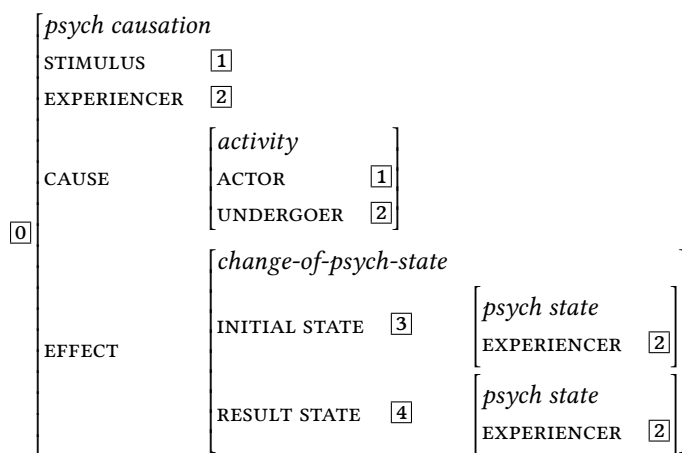 psych causation
STIMULUS 1
EXPERIENCER 2
activity
CAUSE ACTOR 1
UNDERGOER 2
0
change-of-psych-state
psych state
INITIAL STATE 3
EXPERIENCER 2
EFFECT
psych state
RESULT STATE 4
EXPERIENCER 2